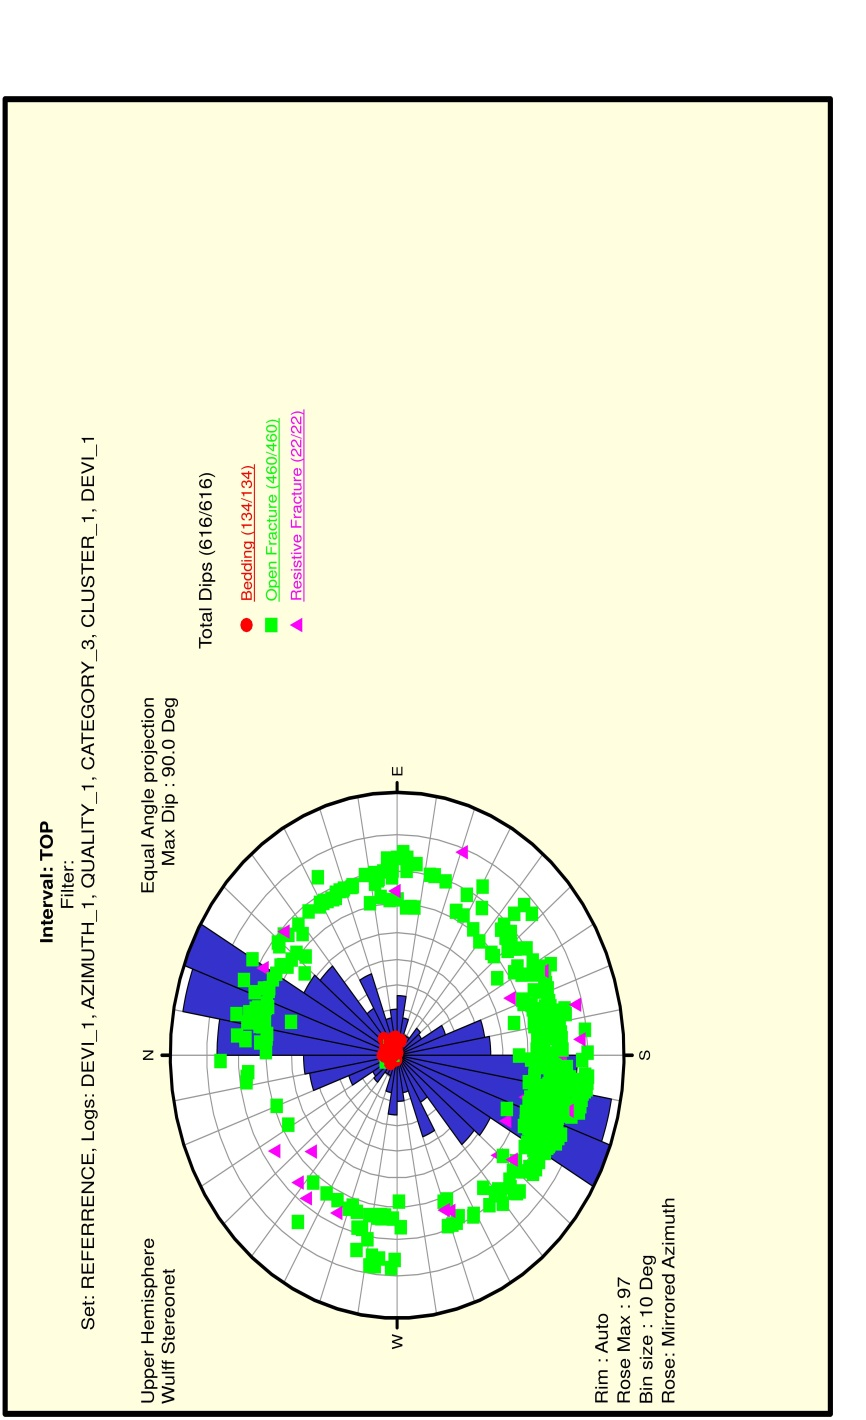 Interval: TOP
Filter:
Set: REFERRENCE, Logs: DEVI_1, AZIMUTH_1, QUALITY_1, CATEGORY_3, CLUSTER_1, DEVI_1
Upper Hemisphere
Wulff Stereonet
Equal Angle projection
Max Dip : 90.0 Deg
Total Dips (616/616)
Bedding (134/134)
Open Fracture (460/460)
Resistive Fracture (22/22)
N
W
E
S
Rim : Auto
Rose Max : 97
Bin size : 10 Deg
Rose: Mirrored Azimuth